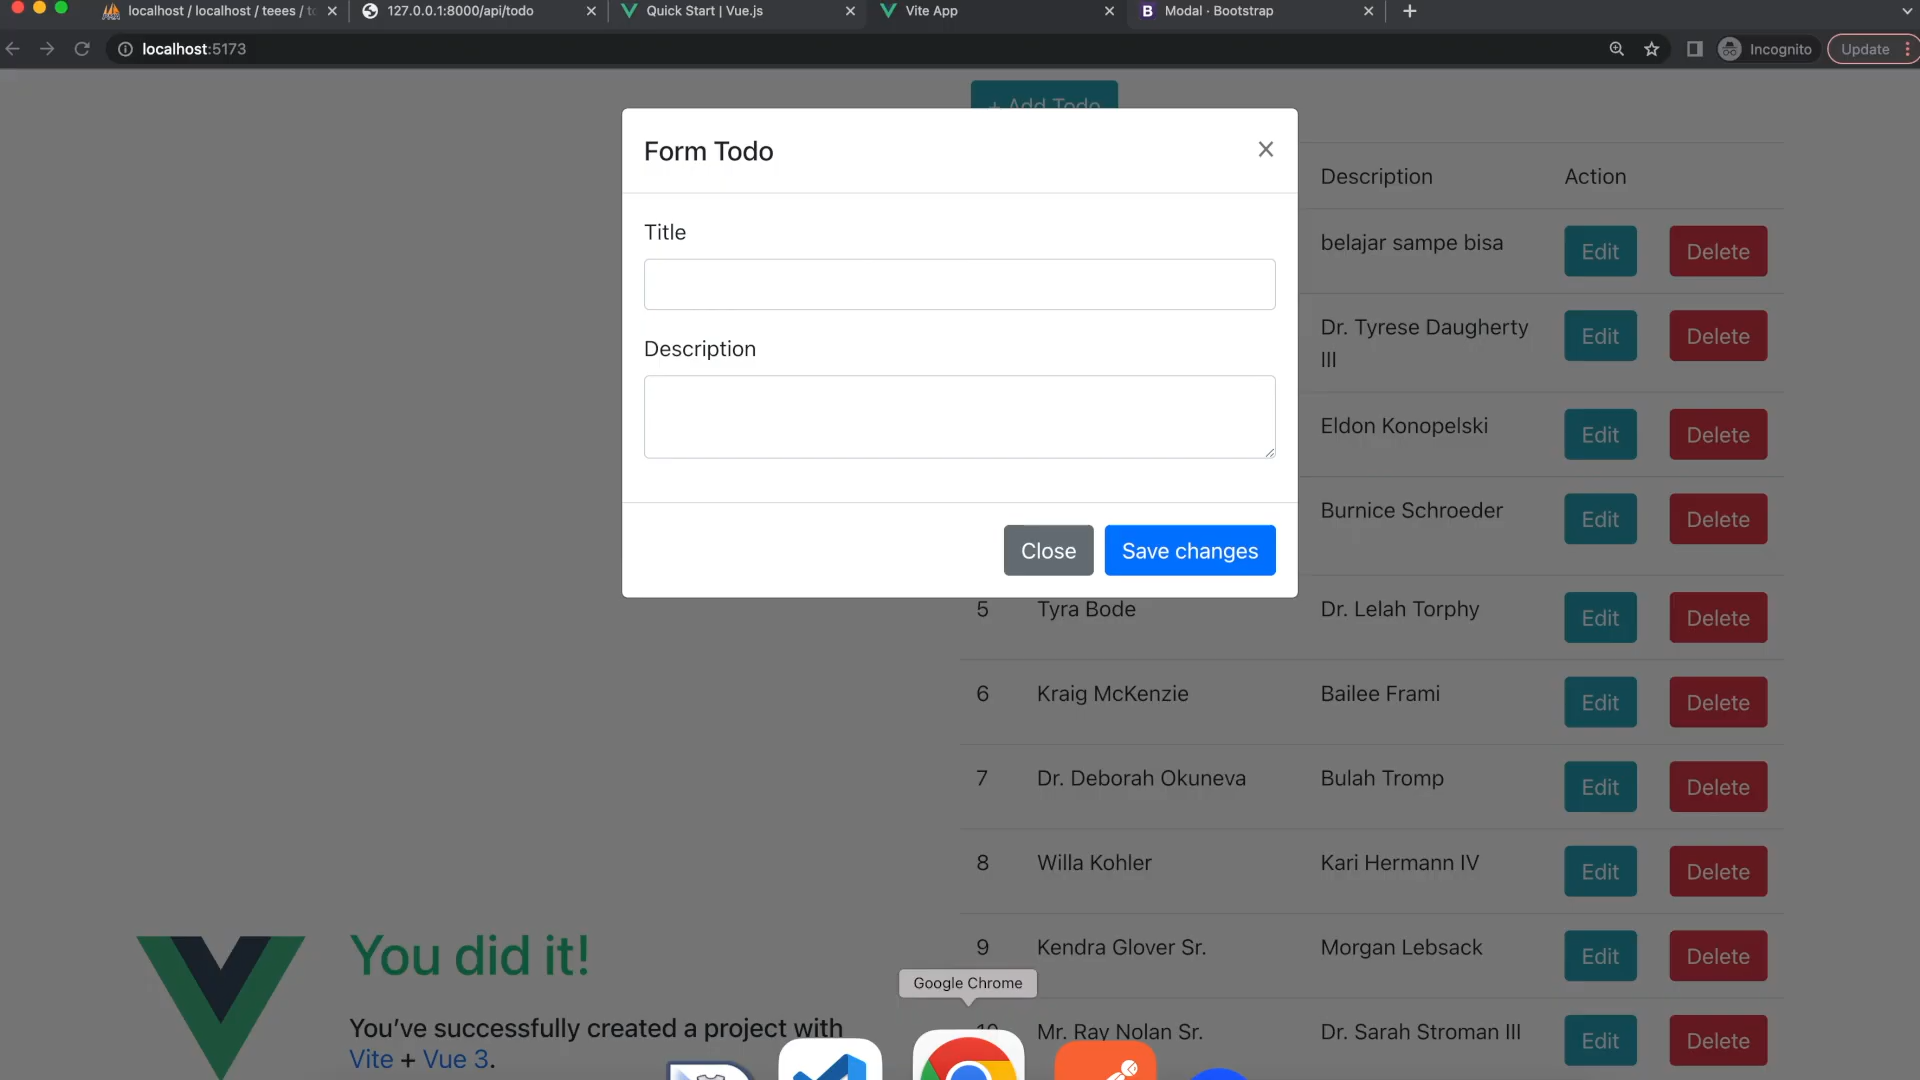 localhost / localhost / teees / to
127.0.0.1:8000/api/todo
Quick Start | Vue.js
Vite App
B Modal · Bootstrap
localhost:5173
Incognito
Update
+ Add Todo
Form Todo
Title
Description
Close
Save changes
Description Action
belajar sampe bisa Edit Delete
Dr. Tyrese Daugherty Edit Delete
III
Eldon Konopelski Edit Delete
Burnice Schroeder Edit Delete
5 Tyra Bode Dr. Lelah Torphy Edit Delete
6 Kraig McKenzie Bailee Frami Edit Delete
7 Dr. Deborah Okuneva Bulah Tromp Edit Delete
8 Willa Kohler Kari Hermann IV Edit Delete
9 Kendra Glover Sr. Morgan Lebsack Edit Delete
10 Mr. Ray Nolan Sr. Dr. Sarah Stroman III Edit Delete
You did it!
You’ve successfully created a project with
Vite + Vue 3.
Google Chrome